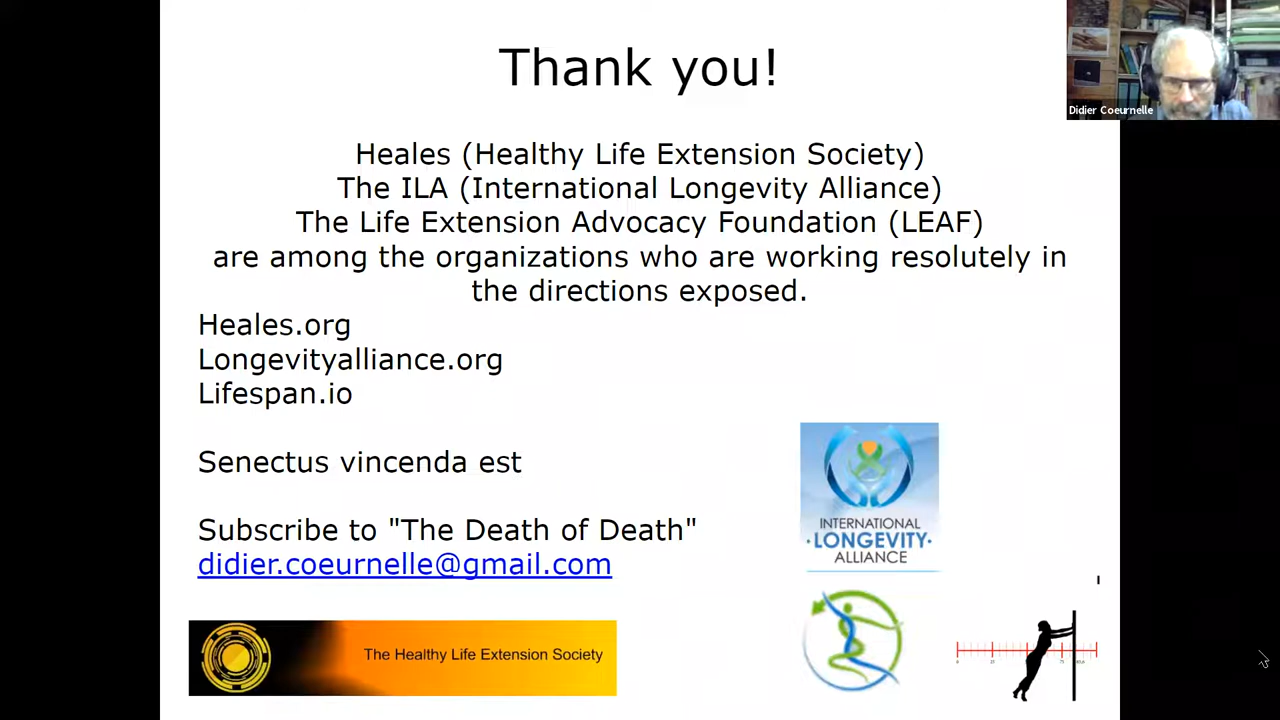 Thank you!
Didier Coeurnelle
Heales (Healthy Life Extension Society)
The ILA (International Longevity Alliance)
The Life Extension Advocacy Foundation (LEAF)
are among the organizations who are working resolutely in
the directions exposed.
Heales.org
Longevityalliance.org
Lifespan.io
Senectus vincenda est
Subscribe to "The Death of Death"
didier.coeurnelle@gmail.com
INTERNATIONAL
·LONGEVITY·
ALLIANCE
The Healthy Life Extension Society